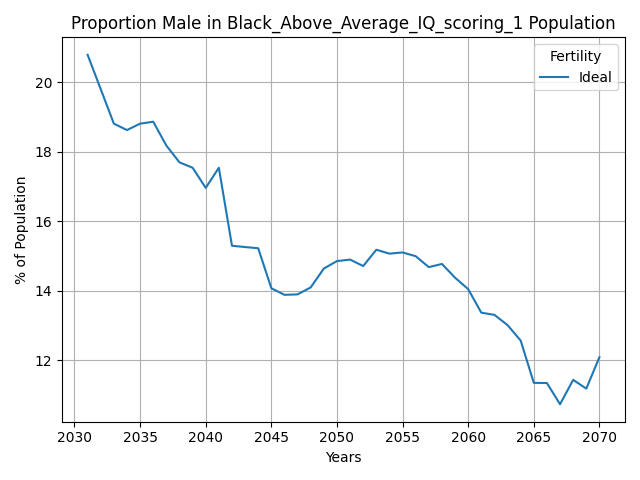 Proportion Male in Black_Above_Average_IQ_scoring_1 Population
Fertility
Ideal
% of Population
20
18
16
14
12
2030 2035 2040 2045 2050 2055 2060 2065 2070
Years